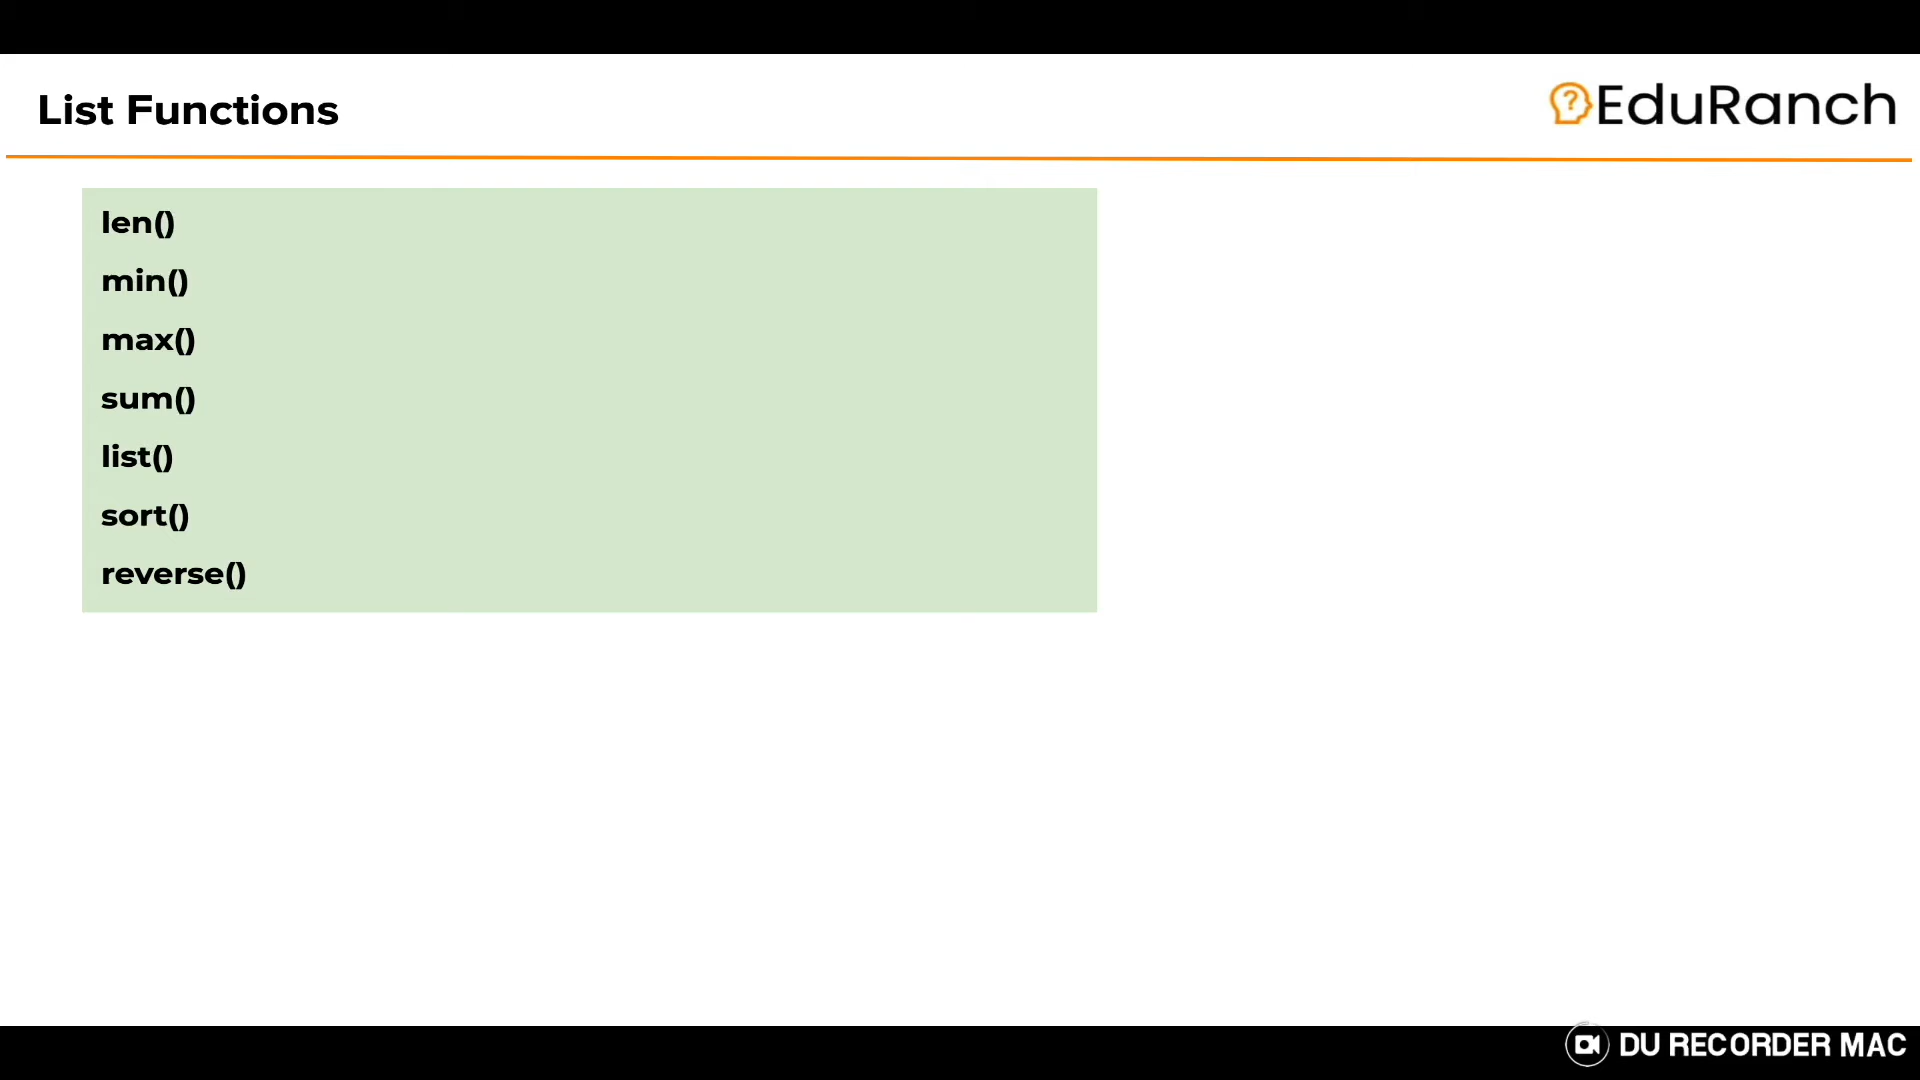 List Functions
EduRanch
len()
min()
max()
sum()
list()
sort()
reverse()
DU RECORDER MAC